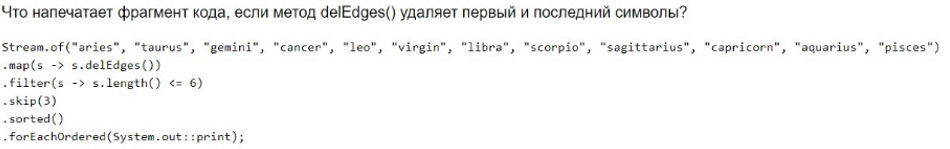 Что напечатает фрагмент кода, если метод delEdges() удаляет первый и последний символы?
Stream.of("aries", "taurus", "gemini", "cancer", "leo", "virgin", "libra", "scorpio", "sagittarius", "capricorn", "aquarius", "pisces")
.map(s -> s.delEdges())
.filter(s -> s.length() <= 6)
.skip(3)
.sorted()
.forEachOrdered(System.out::print);